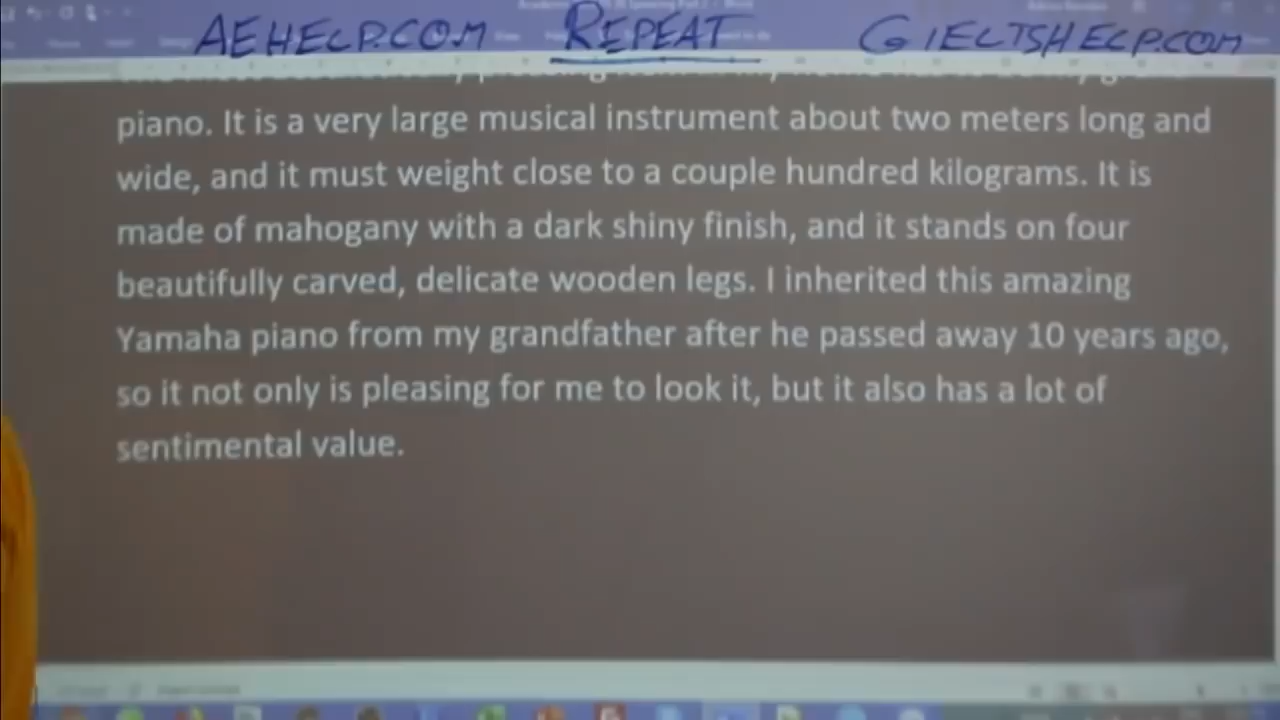 AEHELP.COM REPEAT GIELTSHELP.COM
piano. It is a very large musical instrument about two meters long and
wide, and it must weight close to a couple hundred kilograms. It is
made of mahogany with a dark shiny finish, and it stands on four
beautifully carved, delicate wooden legs. I inherited this amazing
Yamaha piano from my grandfather after he passed away 10 years ago,
so it not only is pleasing for me to look it, but it also has a lot of
sentimental value.